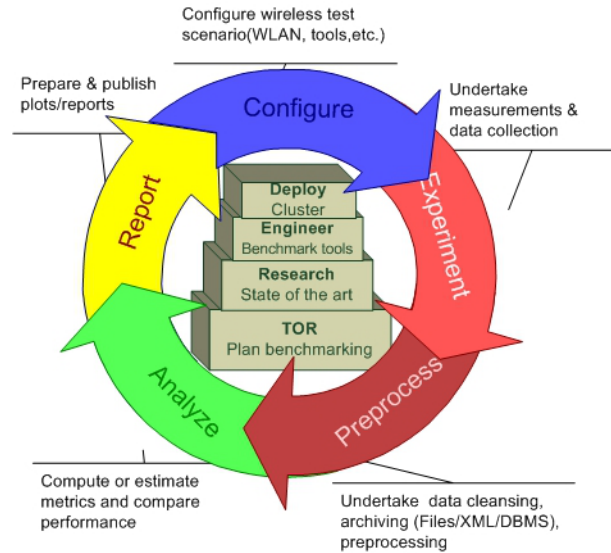 Configure wireless test
scenario(WLAN, tools,etc.)
Prepare & publish
plots/reports
Undertake
measurements &
data collection
Configure
Experiment
Report
Deploy
Cluster
Engineer
Benchmark tools
Research
State of the art
TOR
Plan benchmarking
Analyze
Preprocess
Compute or estimate
metrics and compare
performance
Undertake data cleansing,
archiving (Files/XML/DBMS),
preprocessing